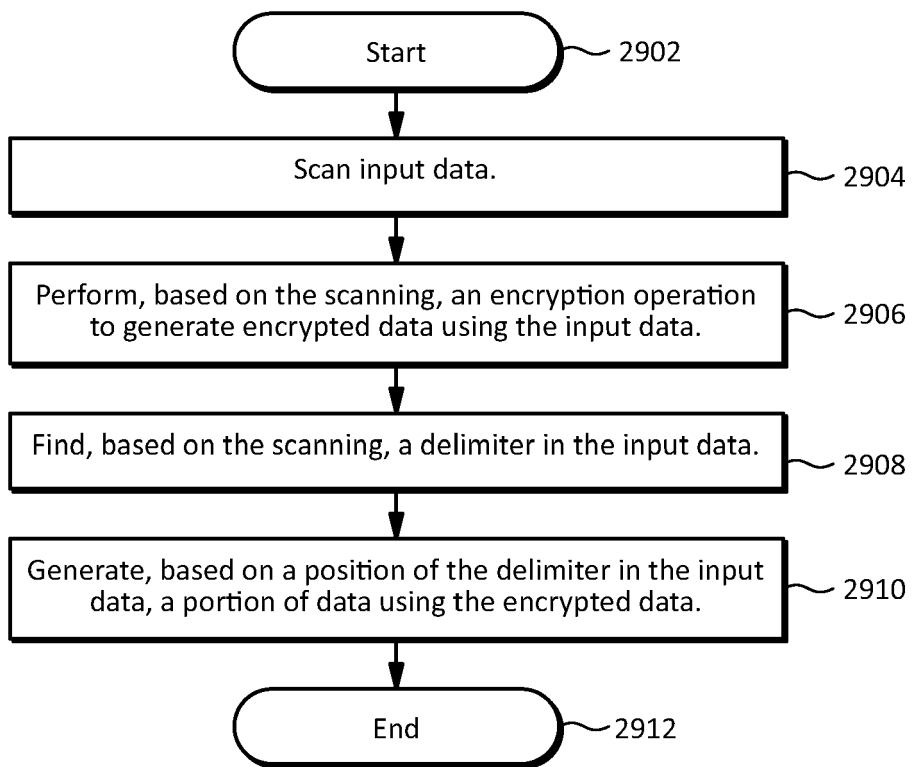 Start
2902
Scan input data.
2904
Perform, based on the scanning, an encryption operation
to generate encrypted data using the input data.
2906
Find, based on the scanning, a delimiter in the input data.
2908
Generate, based on a position of the delimiter in the input
data, a portion of data using the encrypted data.
2910
End
2912